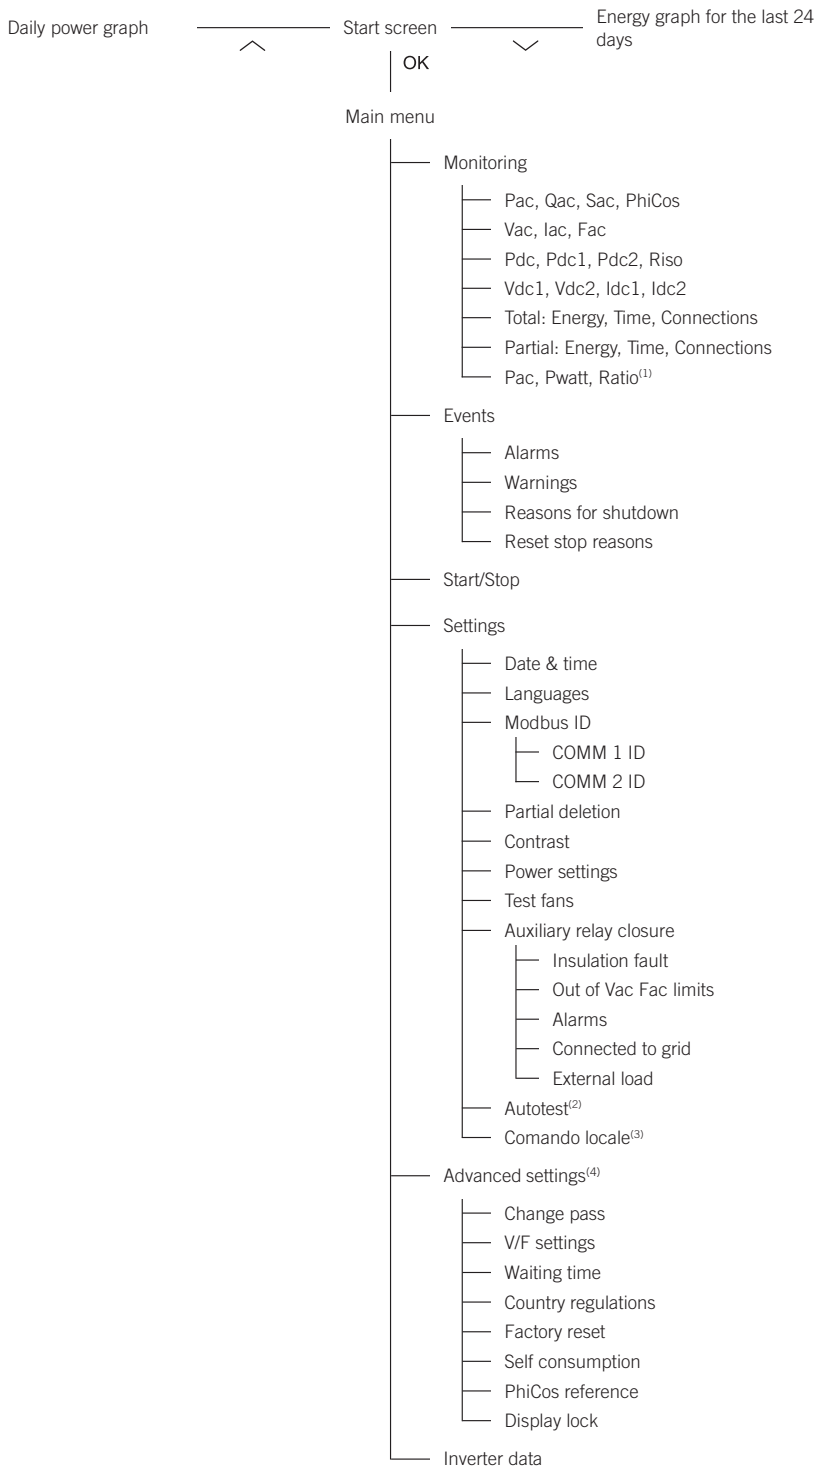 Daily power graph
Start screen
Energy graph for the last 24
days
OK
Main menu
Monitoring
Pac, Qac, Sac, PhiCos
Vac, Iac, Fac
Pdc, Pdc1, Pdc2, Riso
Vdc1, Vdc2, Idc1, Idc2
Total: Energy, Time, Connections
Partial: Energy, Time, Connections
Pac, Pwatt, Ratio(1)
Events
Alarms
Warnings
Reasons for shutdown
Reset stop reasons
Start/Stop
Settings
Date & time
Languages
Modbus ID
COMM 1 ID
COMM 2 ID
Partial deletion
Contrast
Power settings
Test fans
Auxiliary relay closure
Insulation fault
Out of Vac Fac limits
Alarms
Connected to grid
External load
Autotest(2)
Comando locale(3)
Advanced settings(4)
Change pass
V/F settings
Waiting time
Country regulations
Factory reset
Self consumption
PhiCos reference
Display lock
Inverter data